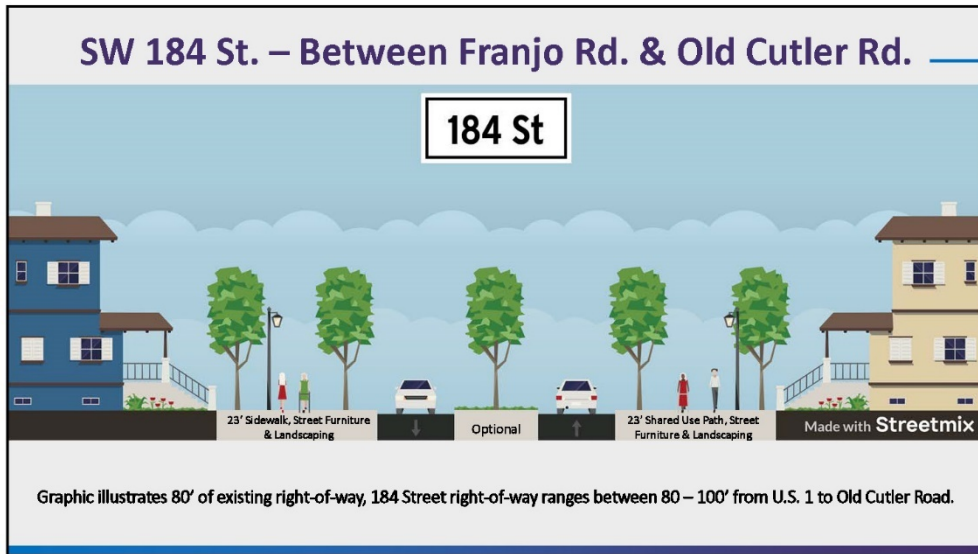 SW 184 St. – Between Franjo Rd. & Old Cutler Rd.
184 St
23’ Sidewalk, Street Furniture
& Landscaping
Optional
23’ Shared Use Path, Street
Furniture & Landscaping
Made with Streetmix
Graphic illustrates 80’ of existing right-of-way, 184 Street right-of-way ranges between 80 – 100’ from U.S. 1 to Old Cutler Road.